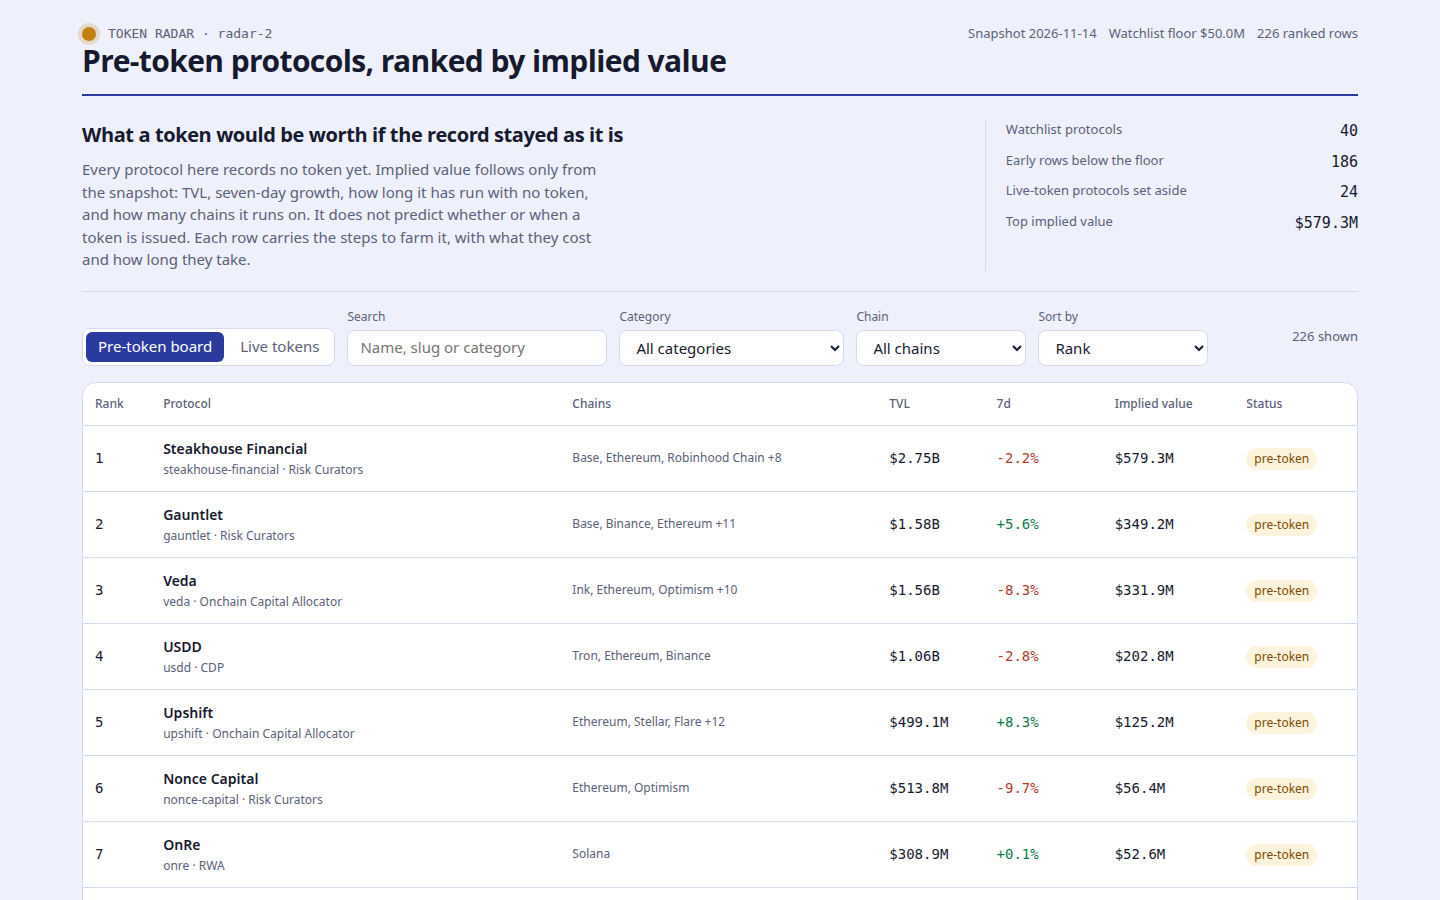 TOKEN RADAR · radar-2
Snapshot 2026-11-14 Watchlist floor $50.0M 226 ranked rows
Pre-token protocols, ranked by implied value
What a token would be worth if the record stayed as it is
Every protocol here records no token yet. Implied value follows only from
the snapshot: TVL, seven-day growth, how long it has run with no token,
and how many chains it runs on. It does not predict whether or when a
token is issued. Each row carries the steps to farm it, with what they cost
and how long they take.
Watchlist protocols 40
Early rows below the floor 186
Live-token protocols set aside 24
Top implied value $579.3M
Search Category Chain Sort by
Pre-token board Live tokens Name, slug or category All categories All chains Rank 226 shown
Rank Protocol Chains TVL 7d Implied value Status
1 Steakhouse Financial Base, Ethereum, Robinhood Chain +8 $2.75B -2.2% $579.3M pre-token
steakhouse-financial · Risk Curators
2 Gauntlet Base, Binance, Ethereum +11 $1.58B +5.6% $349.2M pre-token
gauntlet · Risk Curators
3 Veda Ink, Ethereum, Optimism +10 $1.56B -8.3% $331.9M pre-token
veda · Onchain Capital Allocator
4 USDD Tron, Ethereum, Binance $1.06B -2.8% $202.8M pre-token
usdd · CDP
5 Upshift Ethereum, Stellar, Flare +12 $499.1M +8.3% $125.2M pre-token
upshift · Onchain Capital Allocator
6 Nonce Capital Ethereum, Optimism $513.8M -9.7% $56.4M pre-token
nonce-capital · Risk Curators
7 OnRe Solana $308.9M +0.1% $52.6M pre-token
onre · RWA